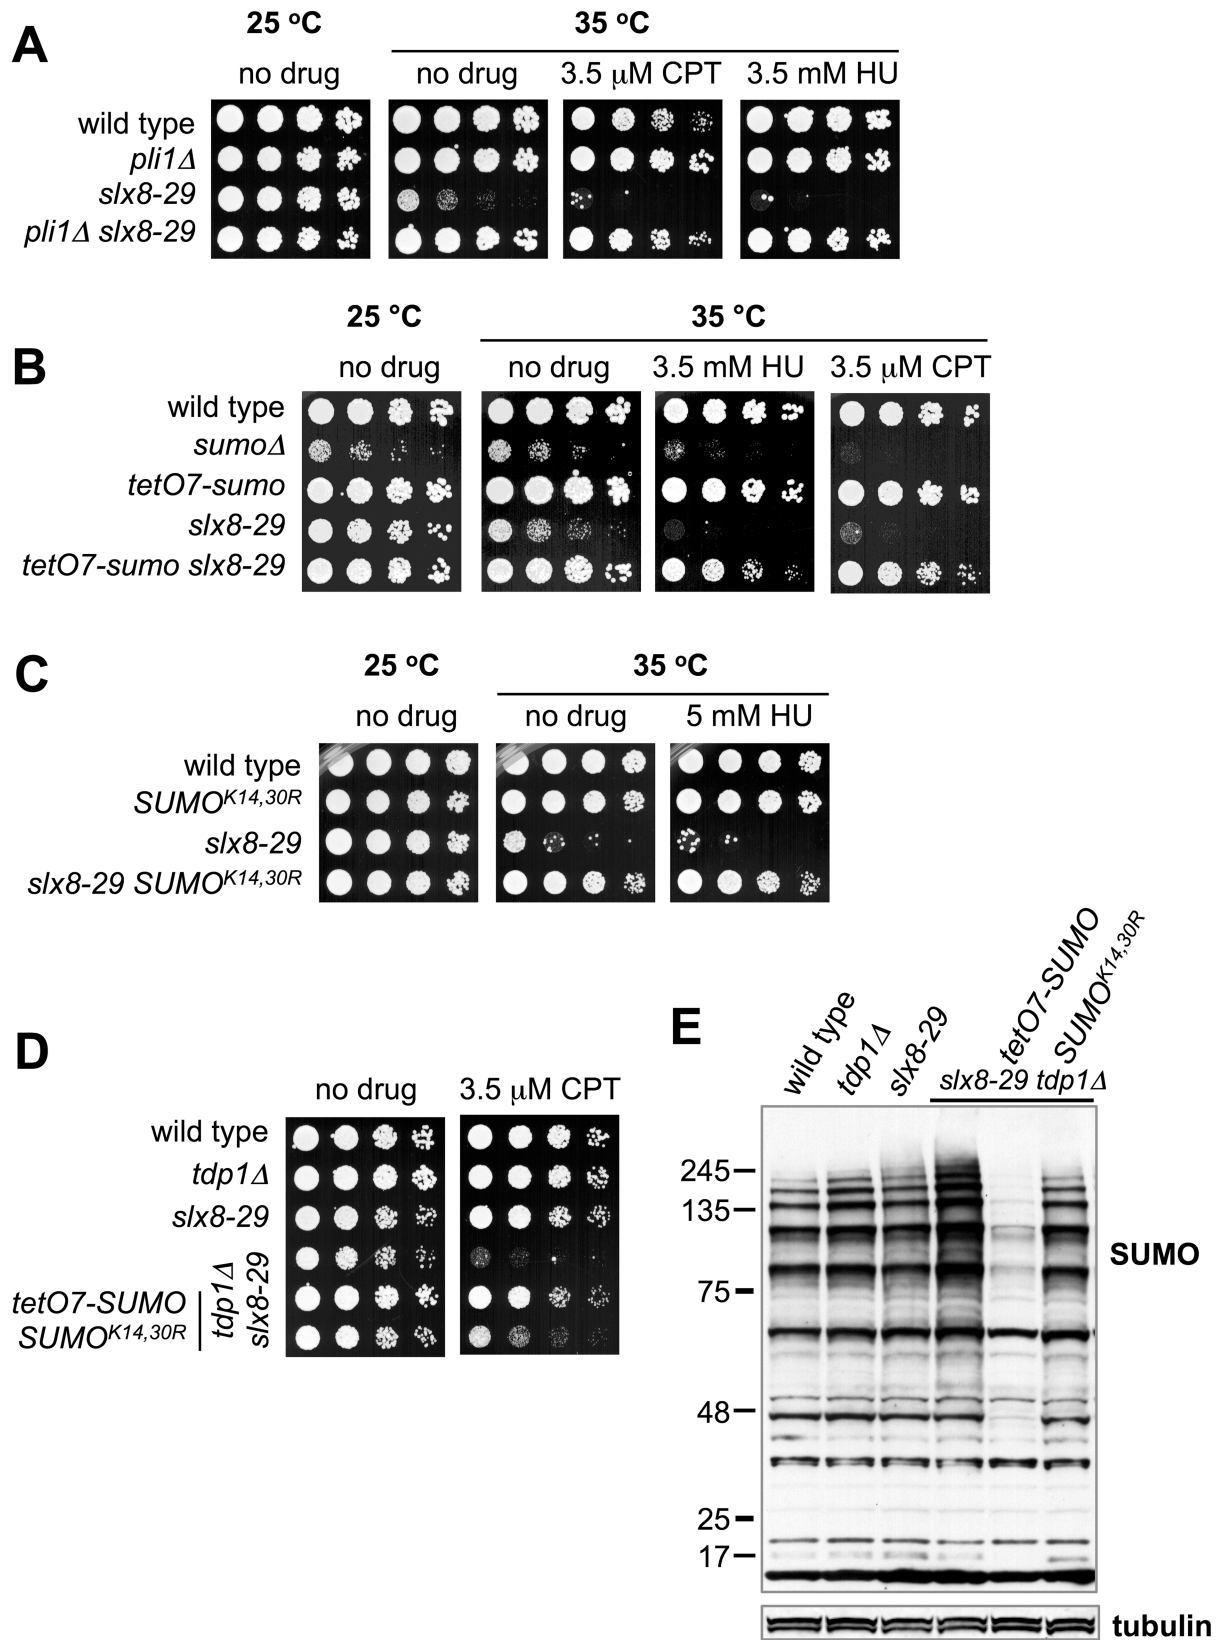 A
25 °C
35 °C
no drug
no drug
3.5 μM CPT
3.5 mM HU
wild type
pli1Δ
slx8-29
pli1Δ slx8-29
B
25 °C
35 °C
no drug
no drug
3.5 mM HU
3.5 μM CPT
wild type
sumoΔ
tetO7-sumo
slx8-29
tetO7-sumo slx8-29
C
25 °C
35 °C
no drug
no drug
5 mM HU
wild type
SUMOK14,30R
slx8-29
slx8-29 SUMOK14,30R
D
no drug
3.5 μM CPT
wild type
tdp1Δ
slx8-29
tetO7-SUMO
SUMOK14,30R
tdp1Δ
slx8-29
E
wild type
tdp1Δ
slx8-29
tetO7-SUMO
SUMOK14,30R
slx8-29 tdp1Δ
245
135
75
48
25
17
SUMO
tubulin